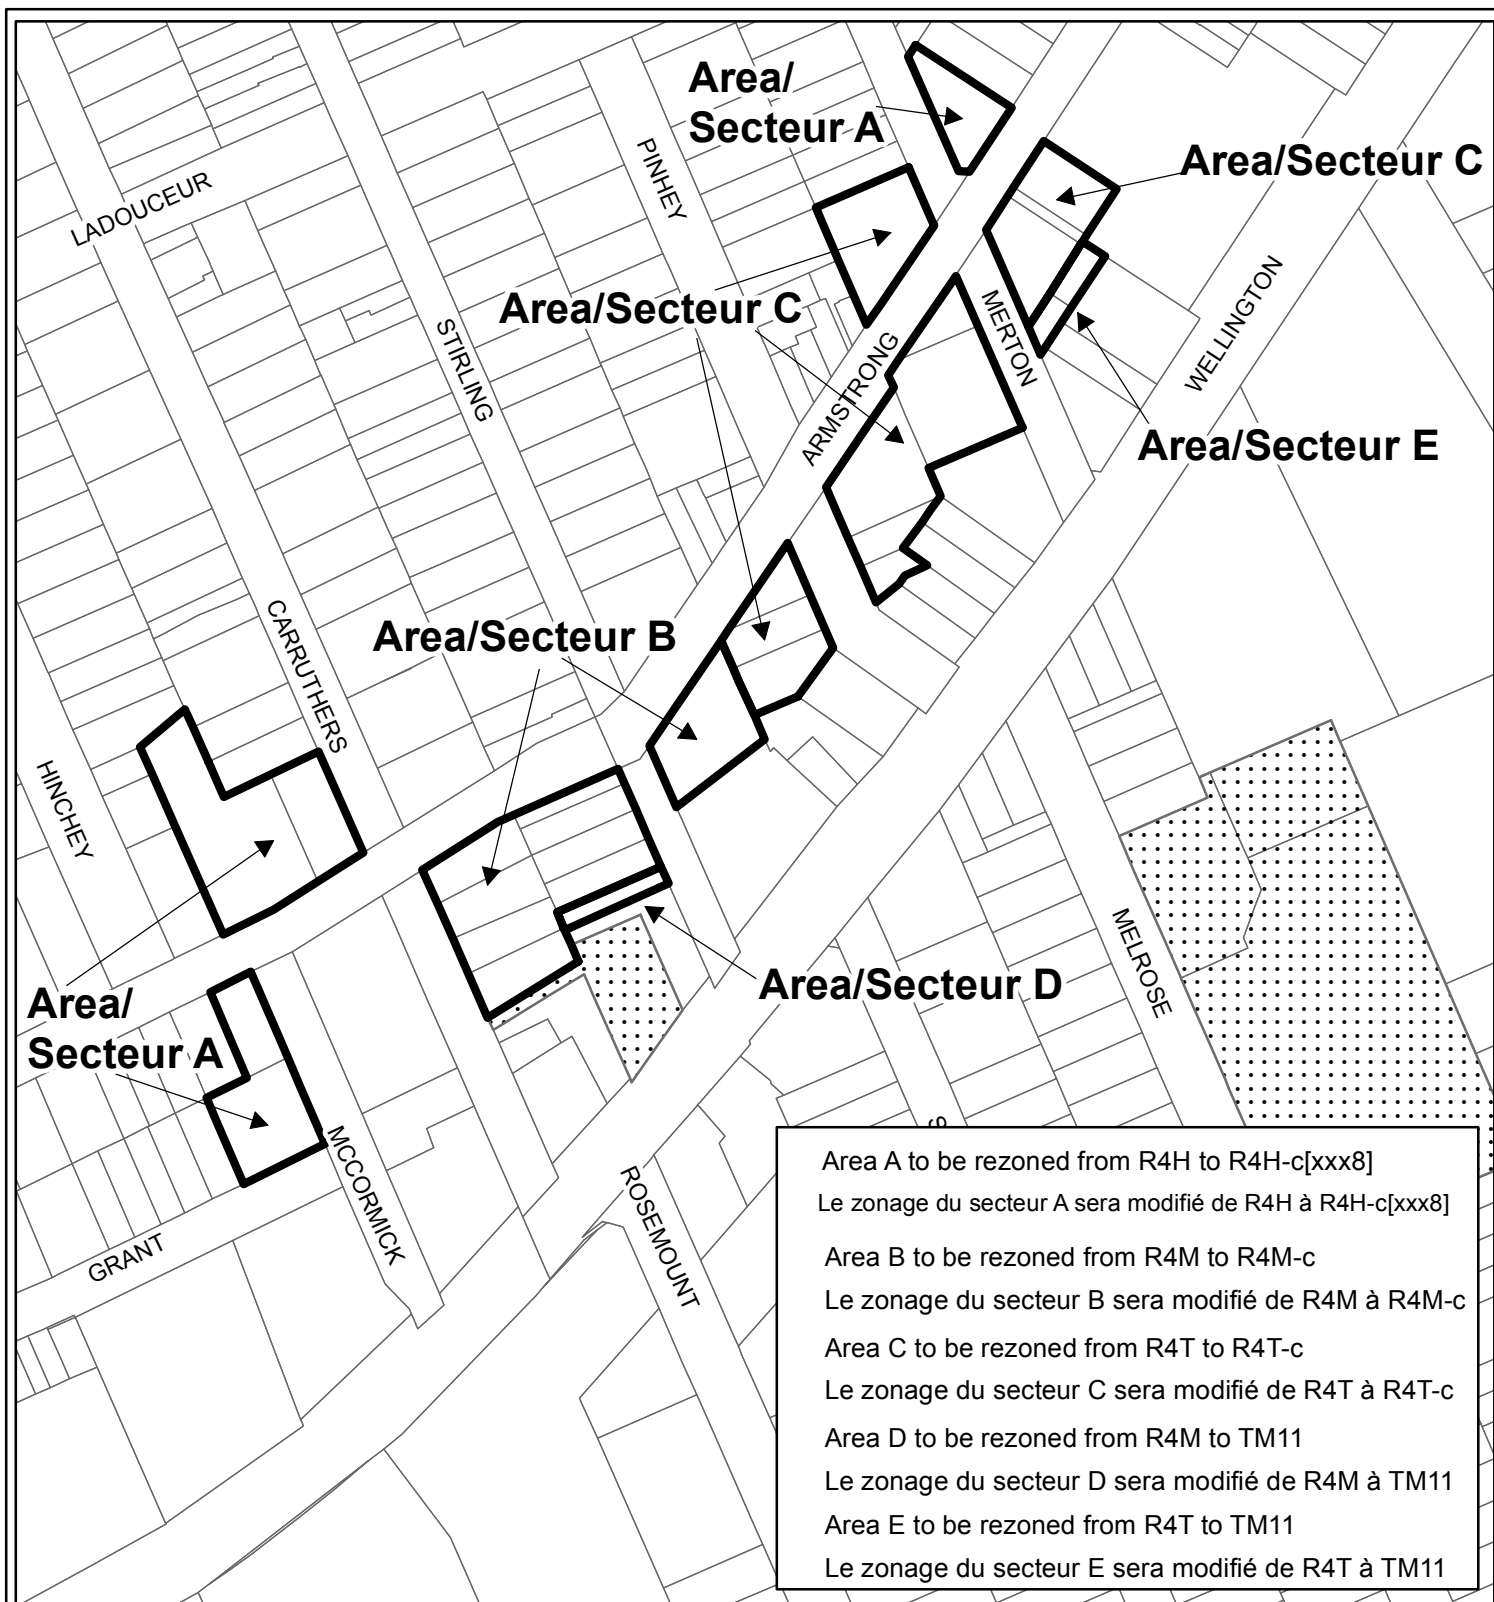 Area/
Secteur A
Area/Secteur C
PINHEY
LADOUCEUR
Area/Secteur C
MERTON
WELLINGTON
STIRLING
ARMSTRONG
Area/Secteur E
CARRUTHERS
Area/Secteur B
HINCHEY
MELROSE
Area/Secteur D
Area/
Secteur A
MCCORMICK
ROSEMOUNT
GRANT
Area A to be rezoned from R4H to R4H-c[xxx8]
Le zonage du secteur A sera modifié de R4H à R4H-c[xxx8]
Area B to be rezoned from R4M to R4M-c
Le zonage du secteur B sera modifié de R4M à R4M-c
Area C to be rezoned from R4T to R4T-c
Le zonage du secteur C sera modifié de R4T à R4T-c
Area D to be rezoned from R4M to TM11
Le zonage du secteur D sera modifié de R4M à TM11
Area E to be rezoned from R4T to TM11
Le zonage du secteur E sera modifié de R4T à TM11